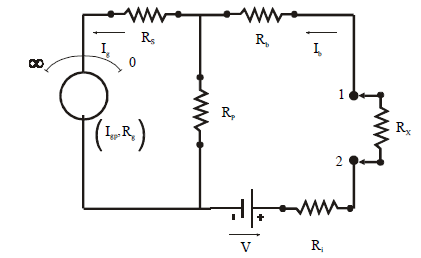 R_S
R_b
I_g
I_b
∞
0
1
R_P
R_X
(I_gp, R_g)
2
- +
V
R_i